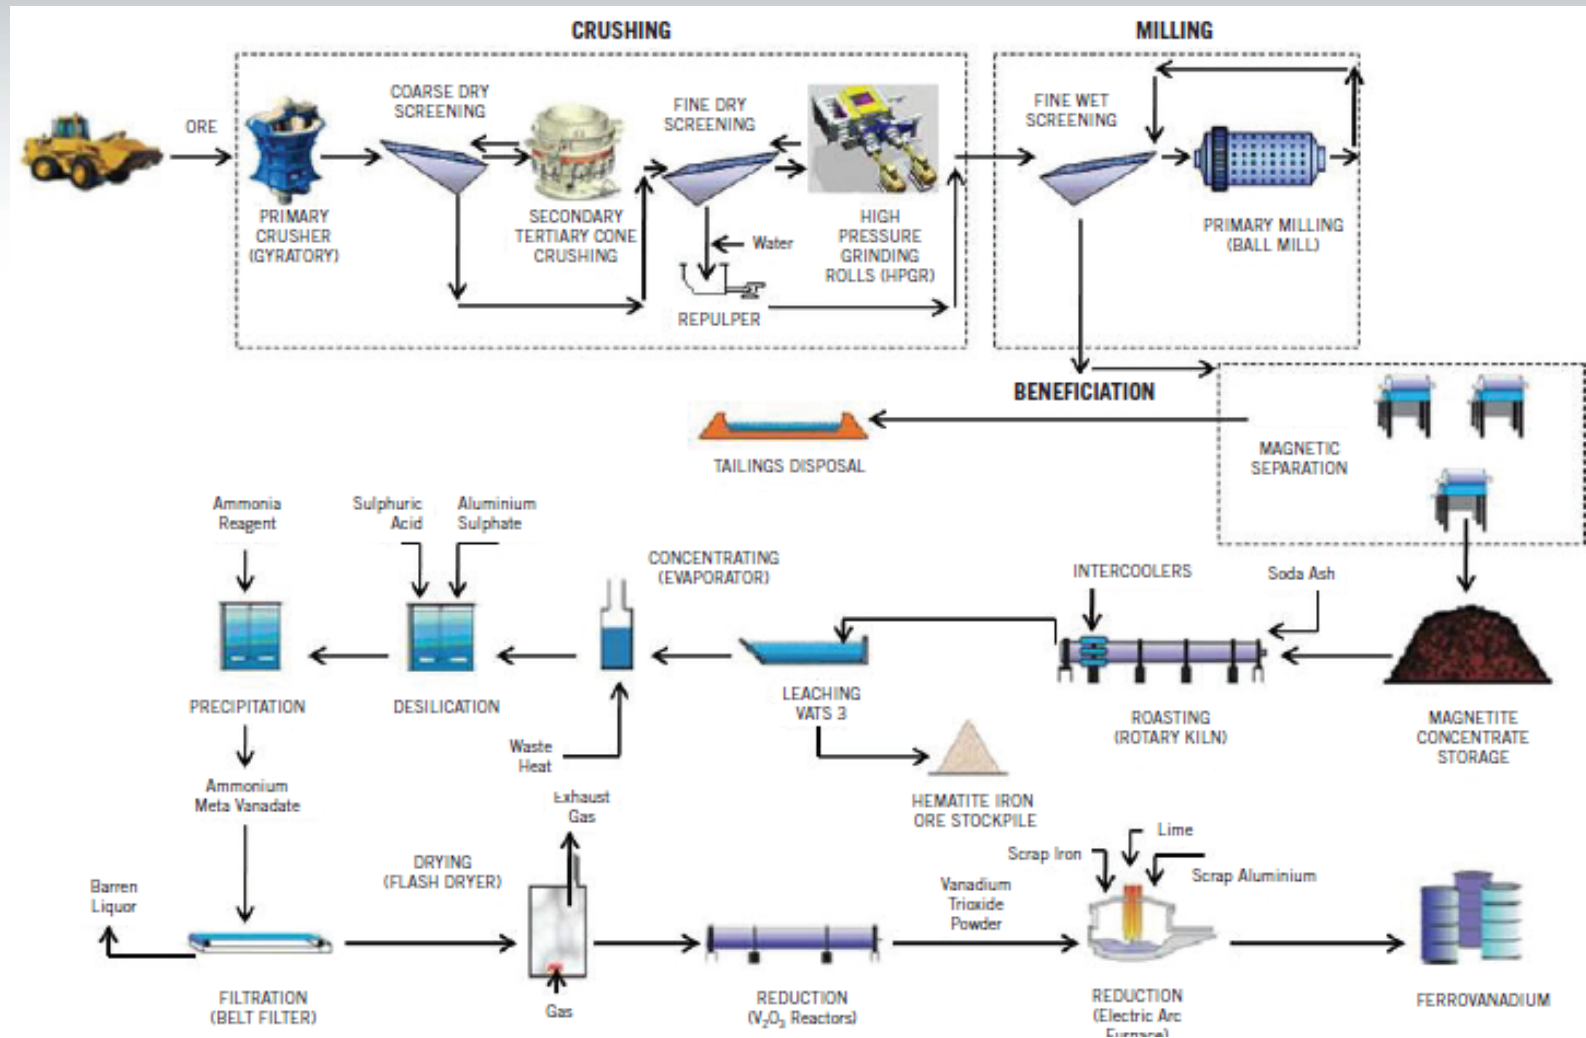 CRUSHING
MILLING
ORE
COARSE DRY
SCREENING
FINE DRY
SCREENING
FINE WET
SCREENING
PRIMARY
CRUSHER
(GYRATORY)
SECONDARY
TERTIARY CONE
CRUSHING
Water
HIGH
PRESSURE
GRINDING
ROLLS (HPGR)
PRIMARY MILLING
(BALL MILL)
REPULPER
BENEFICIATION
TAILINGS DISPOSAL
MAGNETIC
SEPARATION
Ammonia
Reagent
Sulphuric
Acid
Aluminium
Sulphate
CONCENTRATING
(EVAPORATOR)
INTERCOOLERS
Soda Ash
PRECIPITATION
DESILICATION
LEACHING
VATS 3
ROASTING
(ROTARY KILN)
MAGNETITE
CONCENTRATE
STORAGE
Waste
Heat
Ammonium
Meta Vanadate
Exhaust
Gas
HEMATITE IRON
ORE STOCKPILE
Lime
Scrap Iron
Scrap Aluminium
DRYING
(FLASH DRYER)
Barren
Liquor
Vanadium
Trioxide
Powder
FILTRATION
(BELT FILTER)
Gas
REDUCTION
(V₂O₃ Reactors)
REDUCTION
(Electric Arc
Furnace)
FERROVANADIUM